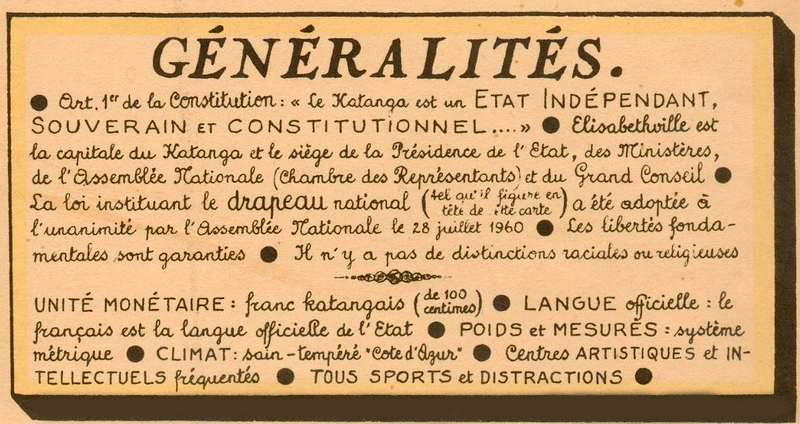 GÉNÉRALITÉS.
● Art. 1er de la Constitution : « Le Katanga est un ETAT INDÉPENDANT,
SOUVERAIN ET CONSTITUTIONNEL.... » ● Elisabethville est
la capitale du Katanga et le siège de la Présidence de l'Etat, des Ministères,
de l'Assemblée Nationale (Chambre des Représentants) et du Grand Conseil ●
La loi instituant le drapeau national (tel qu'il figure en
tête de cette carte) a été adoptée à
l'unanimité par l'Assemblée Nationale le 28 juillet 1960 ● Les libertés fonda-
mentales sont garanties ● Il n'y a pas de distinctions raciales ou religieuses
UNITÉ MONÉTAIRE : franc katangais (de 100
centimes) ● LANGUE officielle : le
français est la langue officielle de l'Etat ● POIDS et MESURES : système
métrique ● CLIMAT : sain - tempéré "Cote d'Azur" ● Centres ARTISTIQUES et IN-
TELLECTUELS fréquentés ● TOUS SPORTS et DISTRACTIONS ●